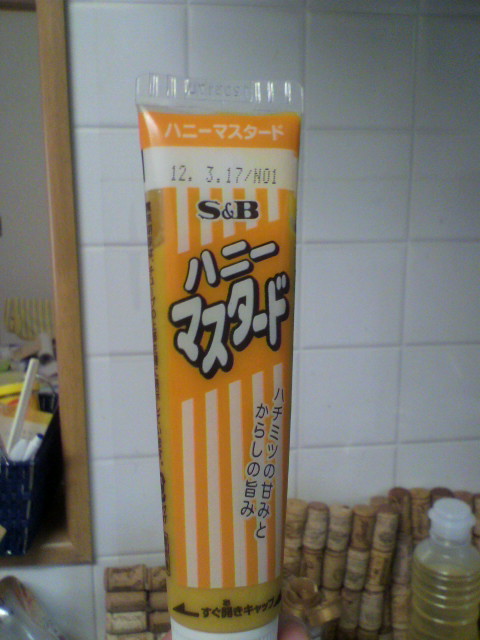 ハニーマスタード
12. 3.17/N01
S&B
ハニー
マスタード
ハチミツの甘みと
からしの旨み
すぐ開きキャップ